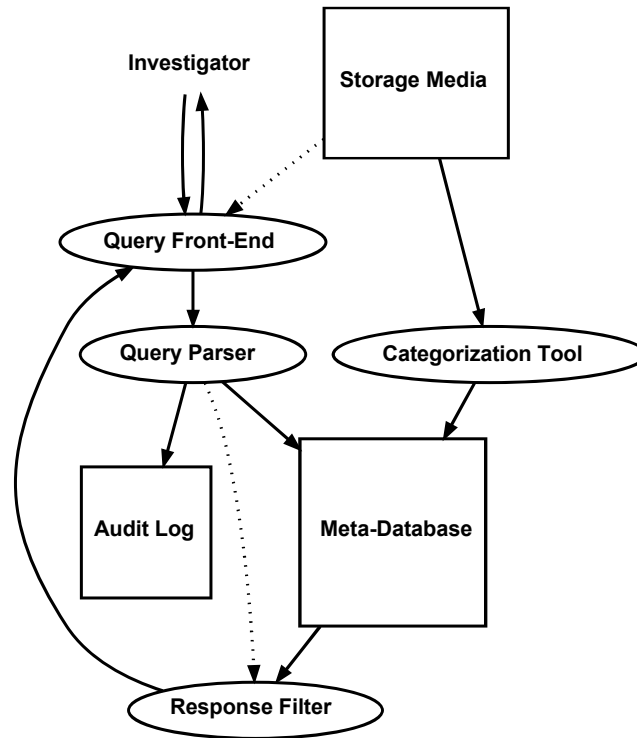 Investigator
Storage Media
Query Front-End
Query Parser
Categorization Tool
Audit Log
Meta-Database
Response Filter